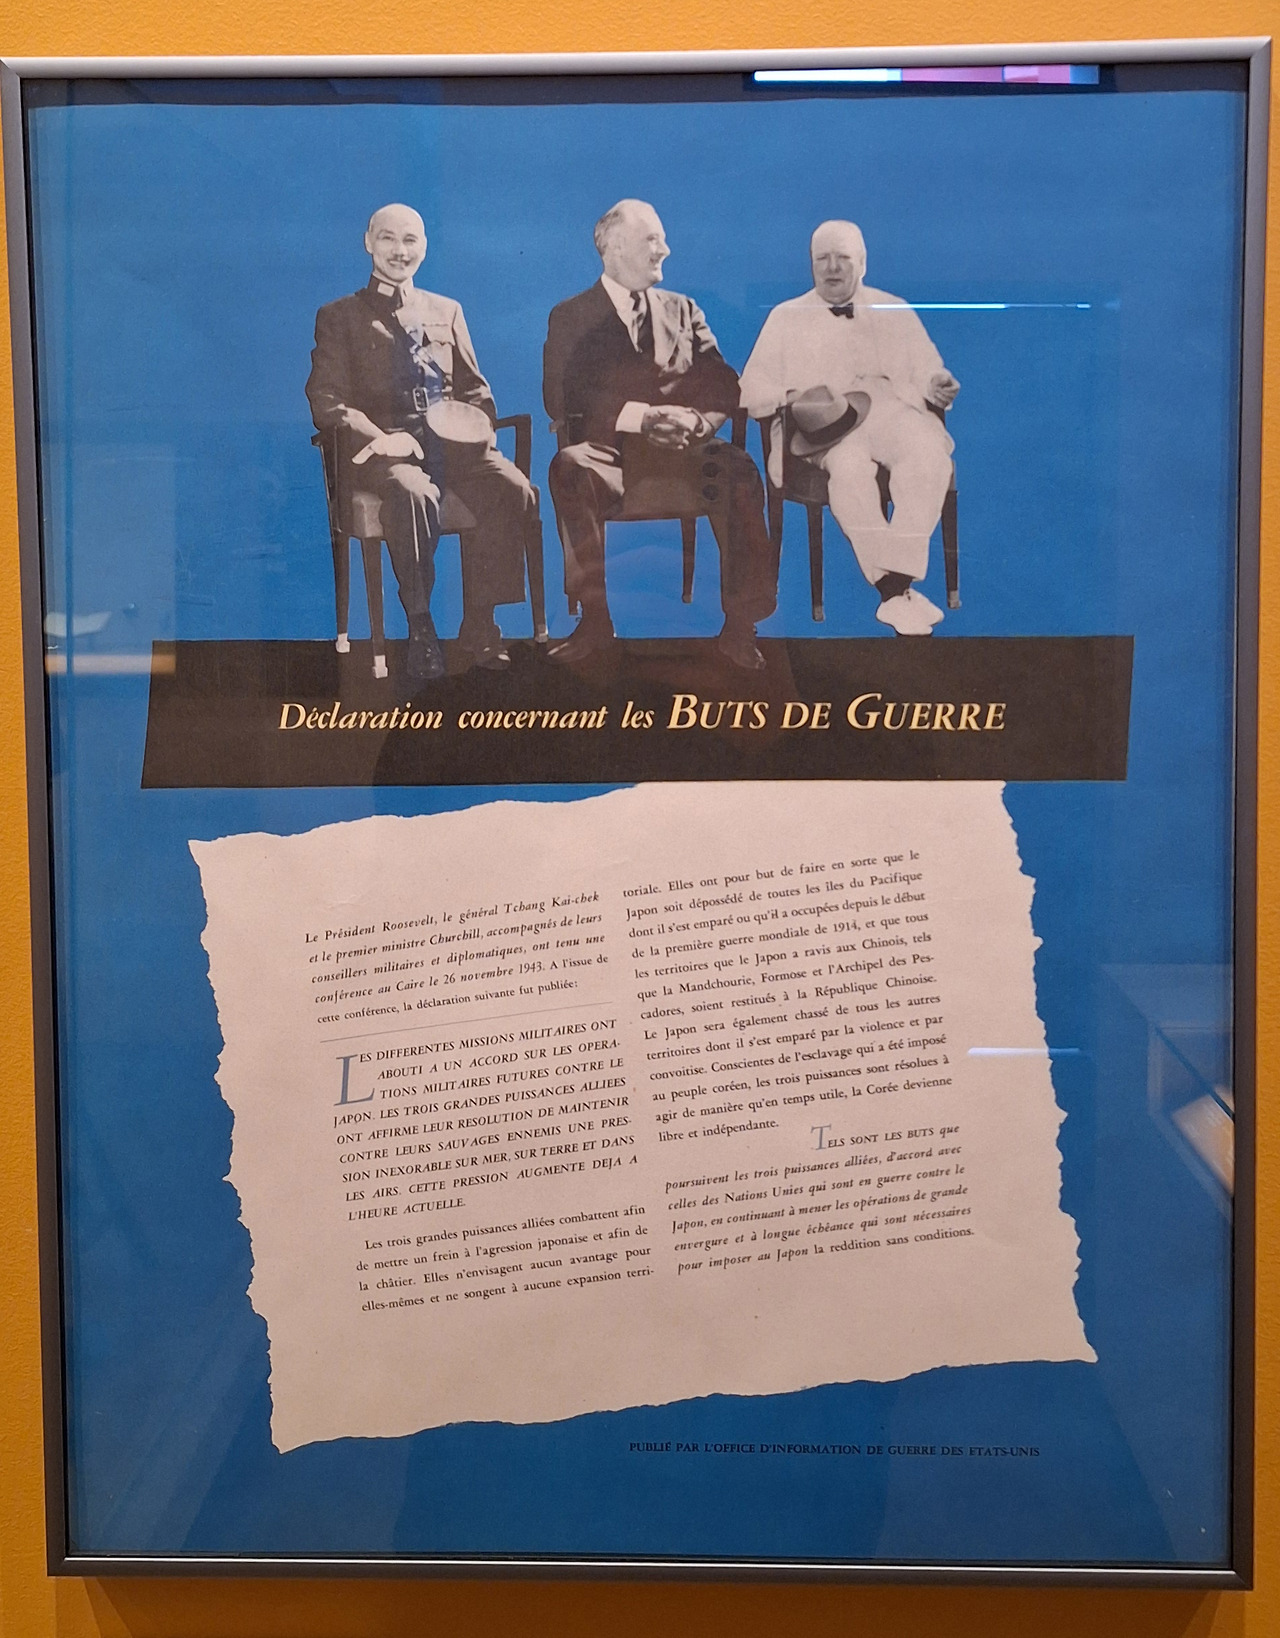 Déclaration concernant les BUTS DE GUERRE
Le Président Roosevelt, le général Tchang Kai-chek
et le premier ministre Churchill, accompagnés de leurs
conseillers militaires et diplomatiques, ont tenu une
conférence au Caire le 26 novembre 1943. A l'issue de
cette conférence, la déclaration suivante fut publiée:
LES DIFFERENTES MISSIONS MILITAIRES ONT
ABOUTI A UN ACCORD SUR LES OPERA-
TIONS MILITAIRES FUTURES CONTRE LE
JAPON. LES TROIS GRANDES PUISSANCES ALLIEES
ONT AFFIRME LEUR RESOLUTION DE MAINTENIR
CONTRE LEURS SAUVAGES ENNEMIS UNE PRES-
SION INEXORABLE SUR MER, SUR TERRE ET DANS
LES AIRS. CETTE PRESSION AUGMENTE DEJA A
L'HEURE ACTUELLE.
Les trois grandes puissances alliées combattent afin
de mettre un frein à l'agression japonaise et afin de
la châtier. Elles n'envisagent aucun avantage pour
elles-mêmes et ne songent à aucune expansion terri-
toriale. Elles ont pour but de faire en sorte que le
Japon soit dépossédé de toutes les îles du Pacifique
dont il s'est emparé ou qu'il a occupées depuis le début
de la première guerre mondiale de 1914, et que tous
les territoires que le Japon a ravis aux Chinois, tels
que la Mandchourie, Formose et l'Archipel des Pes-
cadores, soient restitués à la République Chinoise.
Le Japon sera également chassé de tous les autres
territoires dont il s'est emparé par la violence et par
convoitise. Conscientes de l'esclavage qui a été imposé
au peuple coréen, les trois puissances sont résolues à
agir de manière qu'en temps utile, la Corée devienne
libre et indépendante.
TELS SONT LES BUTS que
poursuivent les trois puissances alliées, d'accord avec
celles des Nations Unies qui sont en guerre contre le
Japon, en continuant à mener les opérations de grande
envergure et à longue échéance qui sont nécessaires
pour imposer au Japon la reddition sans conditions.
PUBLIÉ PAR L'OFFICE D'INFORMATION DE GUERRE DES ETATS-UNIS